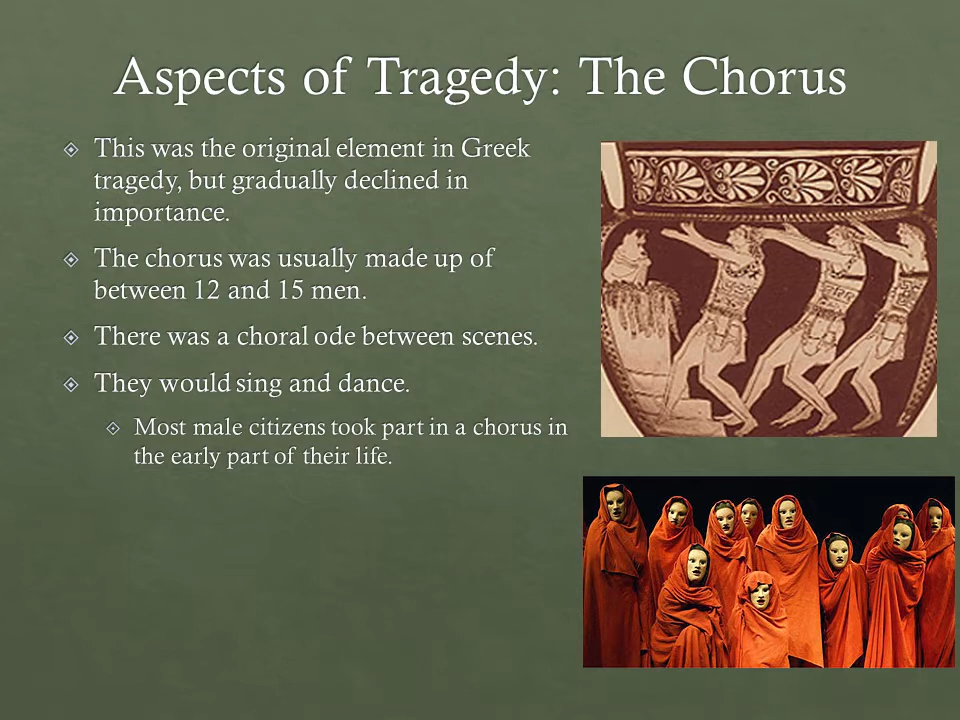 Aspects of Tragedy: The Chorus
This was the original element in Greek
tragedy, but gradually declined in
importance.
The chorus was usually made up of
between 12 and 15 men.
There was a choral ode between scenes.
They would sing and dance.
Most male citizens took part in a chorus in
the early part of their life.